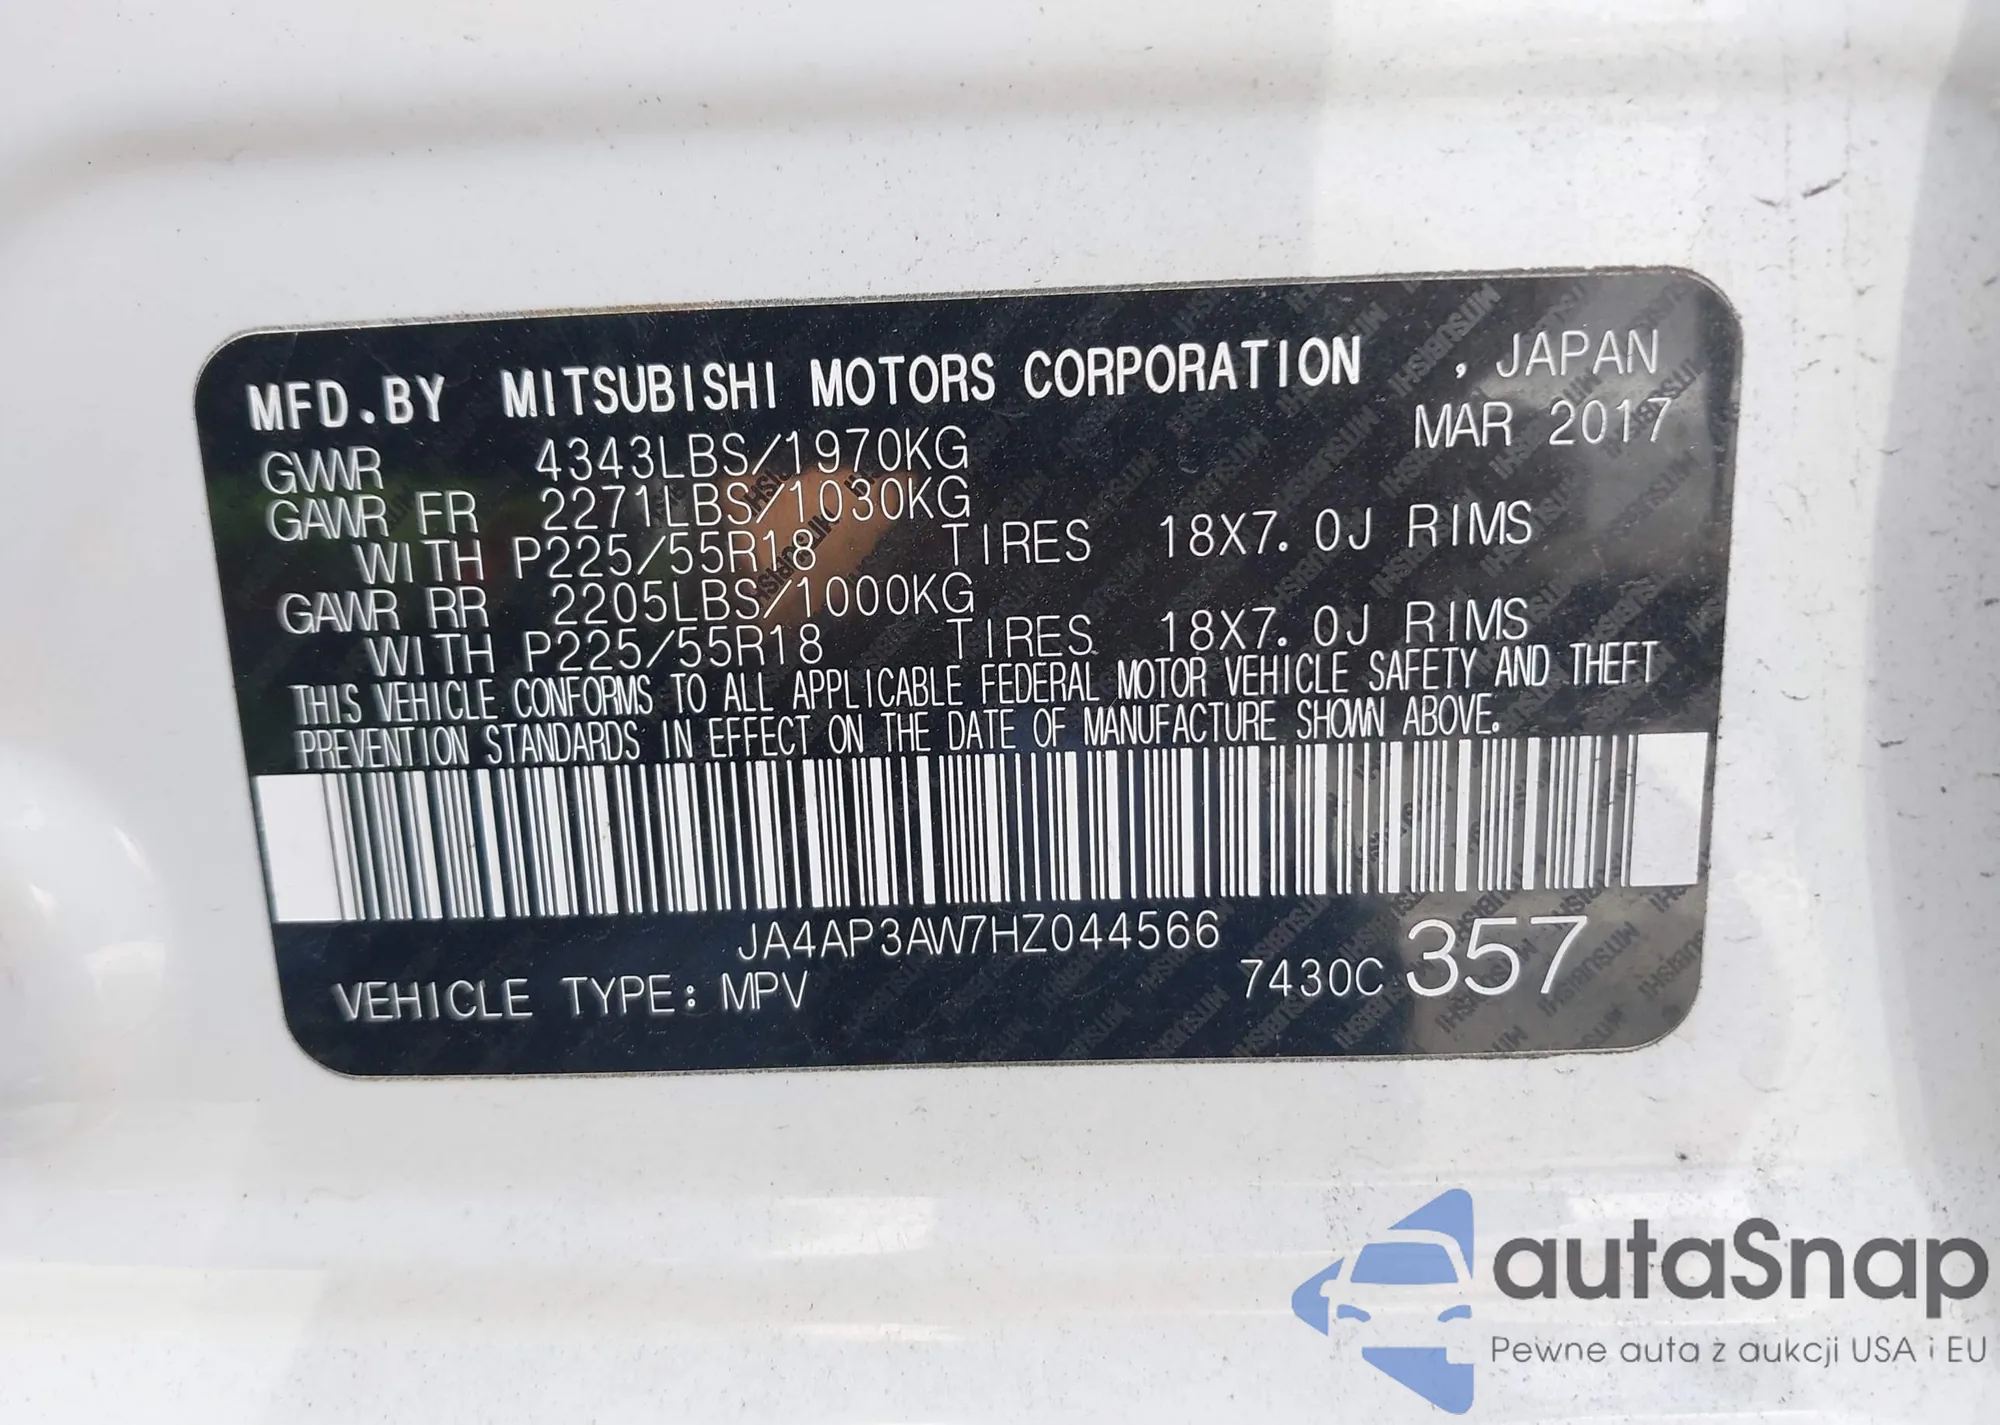 MFD.BY MITSUBISHI MOTORS CORPORATION , JAPAN
MAR 2017
GVWR 4343LBS/1970KG
GAWR FR 2271LBS/1030KG
WITH P225/55R18 TIRES 18X7.0J RIMS
GAWR RR 2205LBS/1000KG
WITH P225/55R18 TIRES 18X7.0J RIMS
THIS VEHICLE CONFORMS TO ALL APPLICABLE FEDERAL MOTOR VEHICLE SAFETY AND THEFT
PREVENTION STANDARDS IN EFFECT ON THE DATE OF MANUFACTURE SHOWN ABOVE.
JA4AP3AW7HZ044566
VEHICLE TYPE: MPV 7430C 357
autaSnap
Pewne auta z aukcji USA i EU